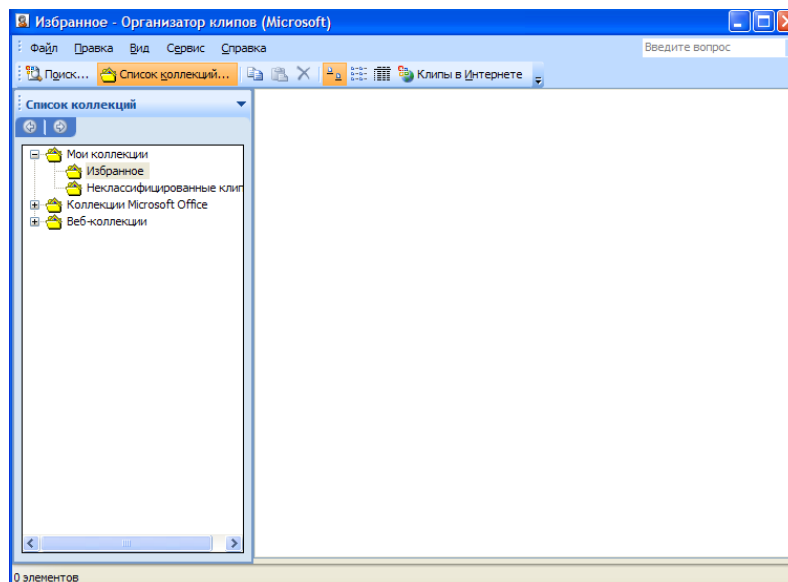 Избранное - Организатор клипов (Microsoft)
Файл Правка Вид Сервис Справка Введите вопрос
Поиск... Список коллекций... Клипы в Интернете
Список коллекций
Мои коллекции
Избранное
Неклассифицированные клип
Коллекции Microsoft Office
Веб-коллекции
0 элементов